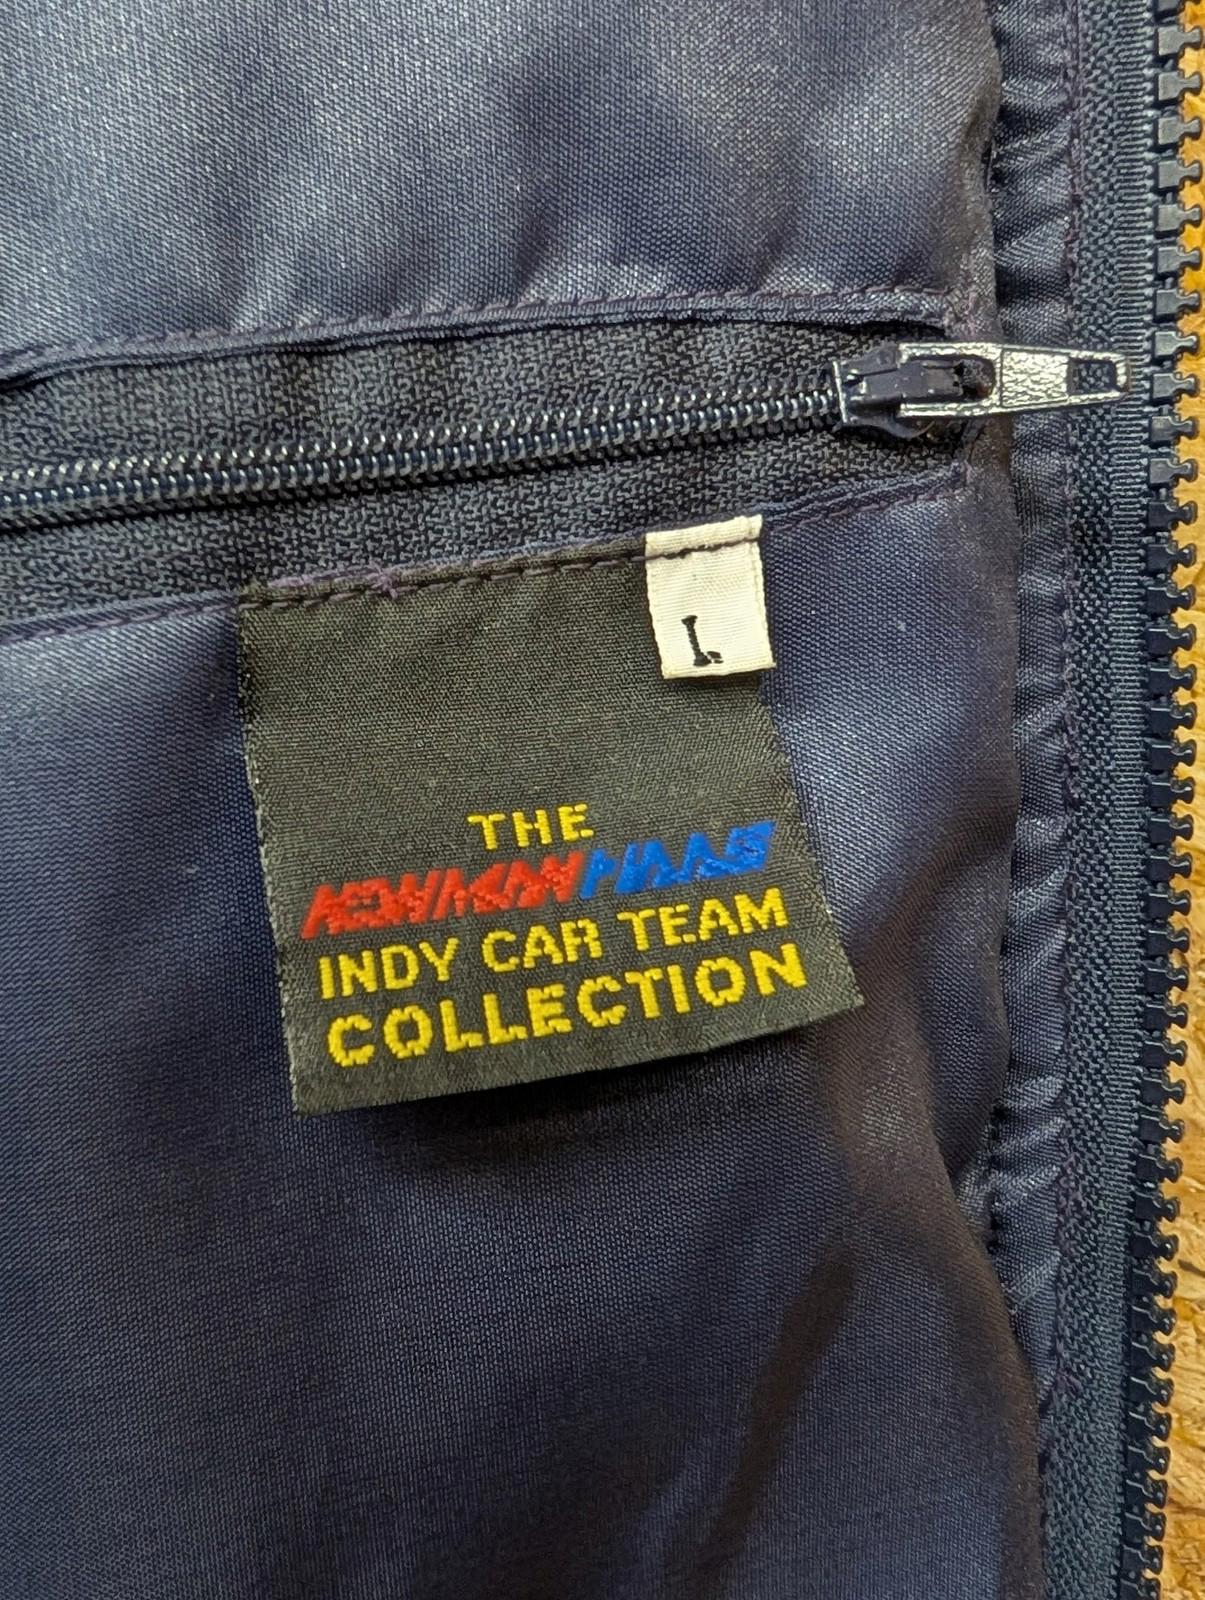 L
THE
NEWMAN HAAS
INDY CAR TEAM
COLLECTION